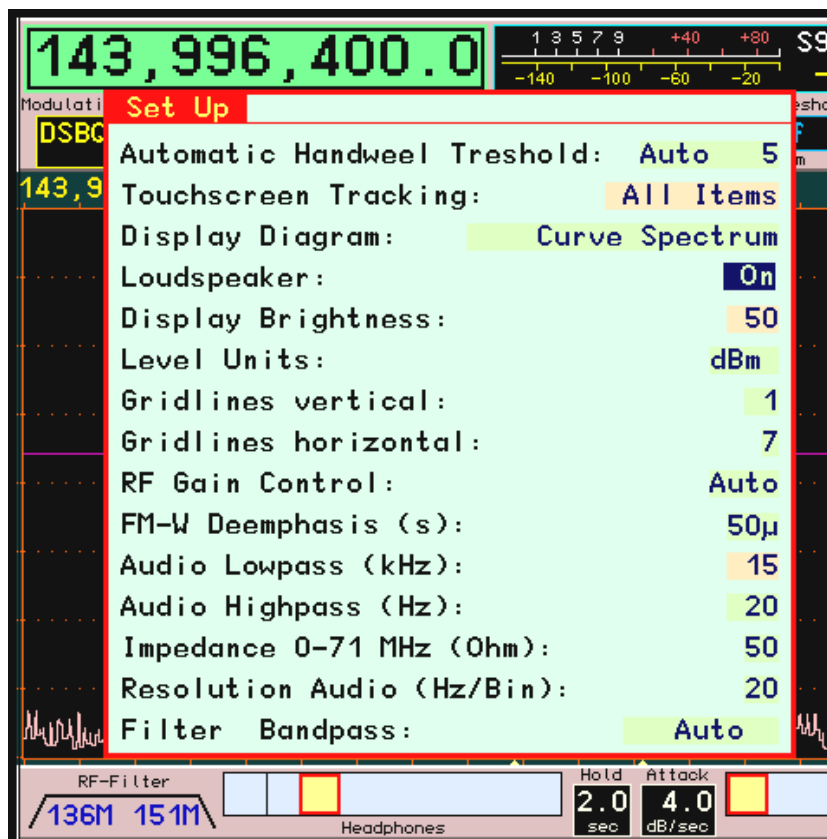 143,996,400.0
1 3 5 7 9 +40 +80 S9
-140 -100 -60 -20
Modulati
Set Up
DSBQ
143,9
Automatic Handweel Treshold: Auto 5
Touchscreen Tracking: All Items
Display Diagram: Curve Spectrum
Loudspeaker: On
Display Brightness: 50
Level Units: dBm
Gridlines vertical: 1
Gridlines horizontal: 7
RF Gain Control: Auto
FM-W Deemphasis (s): 50µ
Audio Lowpass (kHz): 15
Audio Highpass (Hz): 20
Impedance 0-71 MHz (Ohm): 50
Resolution Audio (Hz/Bin): 20
Filter Bandpass: Auto
RF-Filter
136M 151M
Headphones
Hold Attack
2.0 4.0
sec dB/sec